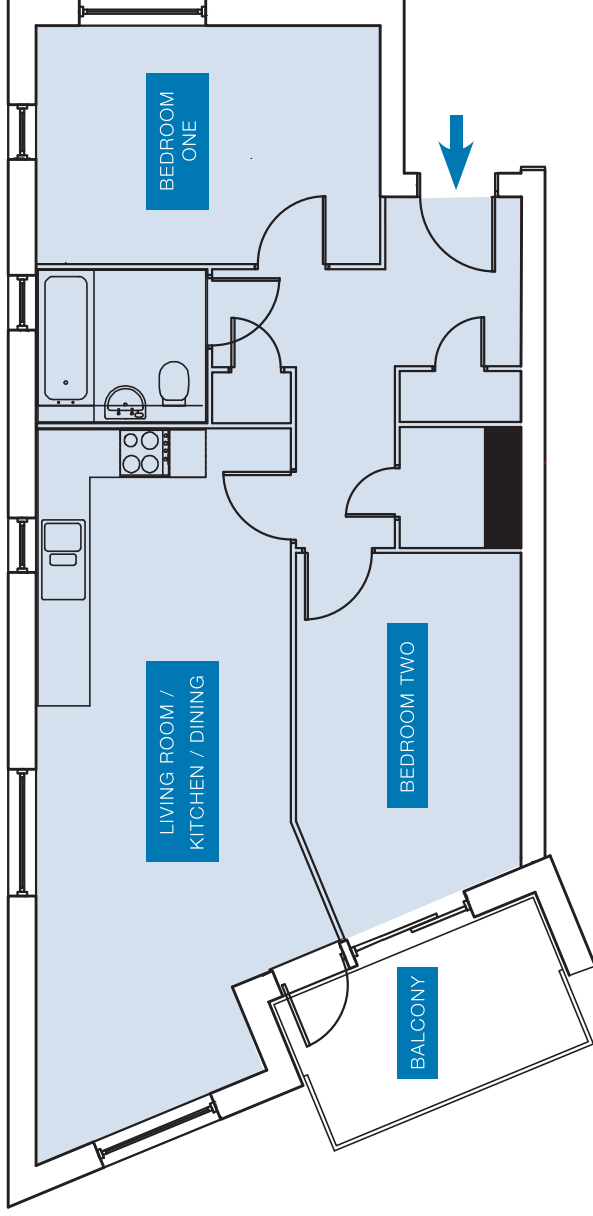 BEDROOM
ONE
LIVING ROOM /
KITCHEN / DINING
BEDROOM TWO
BALCONY